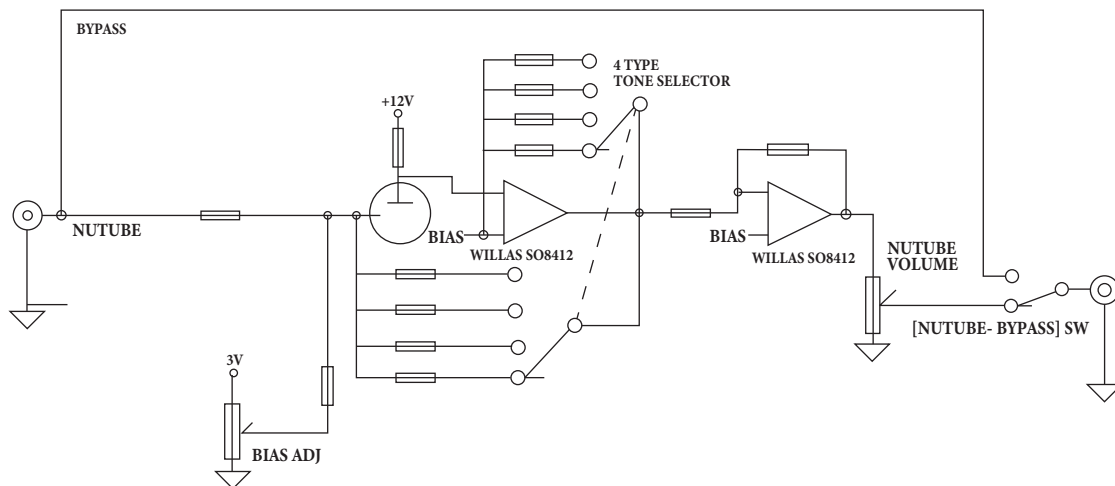 BYPASS
4 TYPE
TONE SELECTOR
+12V
NUTUBE
BIAS
WILLAS SO8412
BIAS
WILLAS SO8412
NUTUBE
VOLUME
[NUTUBE- BYPASS] SW
3V
BIAS ADJ